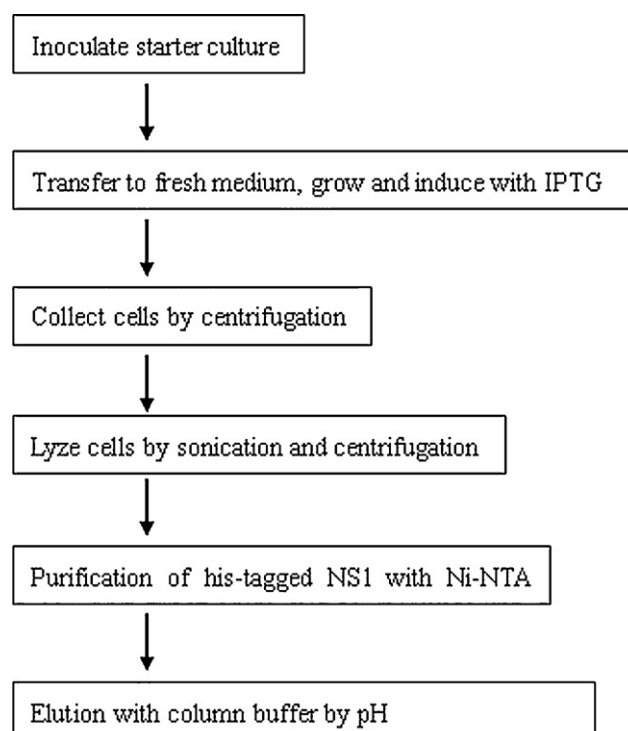 Inoculate starter culture
Transfer to fresh medium, grow and induce with IPTG
Collect cells by centrifugation
Lyze cells by sonication and centrifugation
Purification of his-tagged NS1 with Ni-NTA
Elution with column buffer by pH